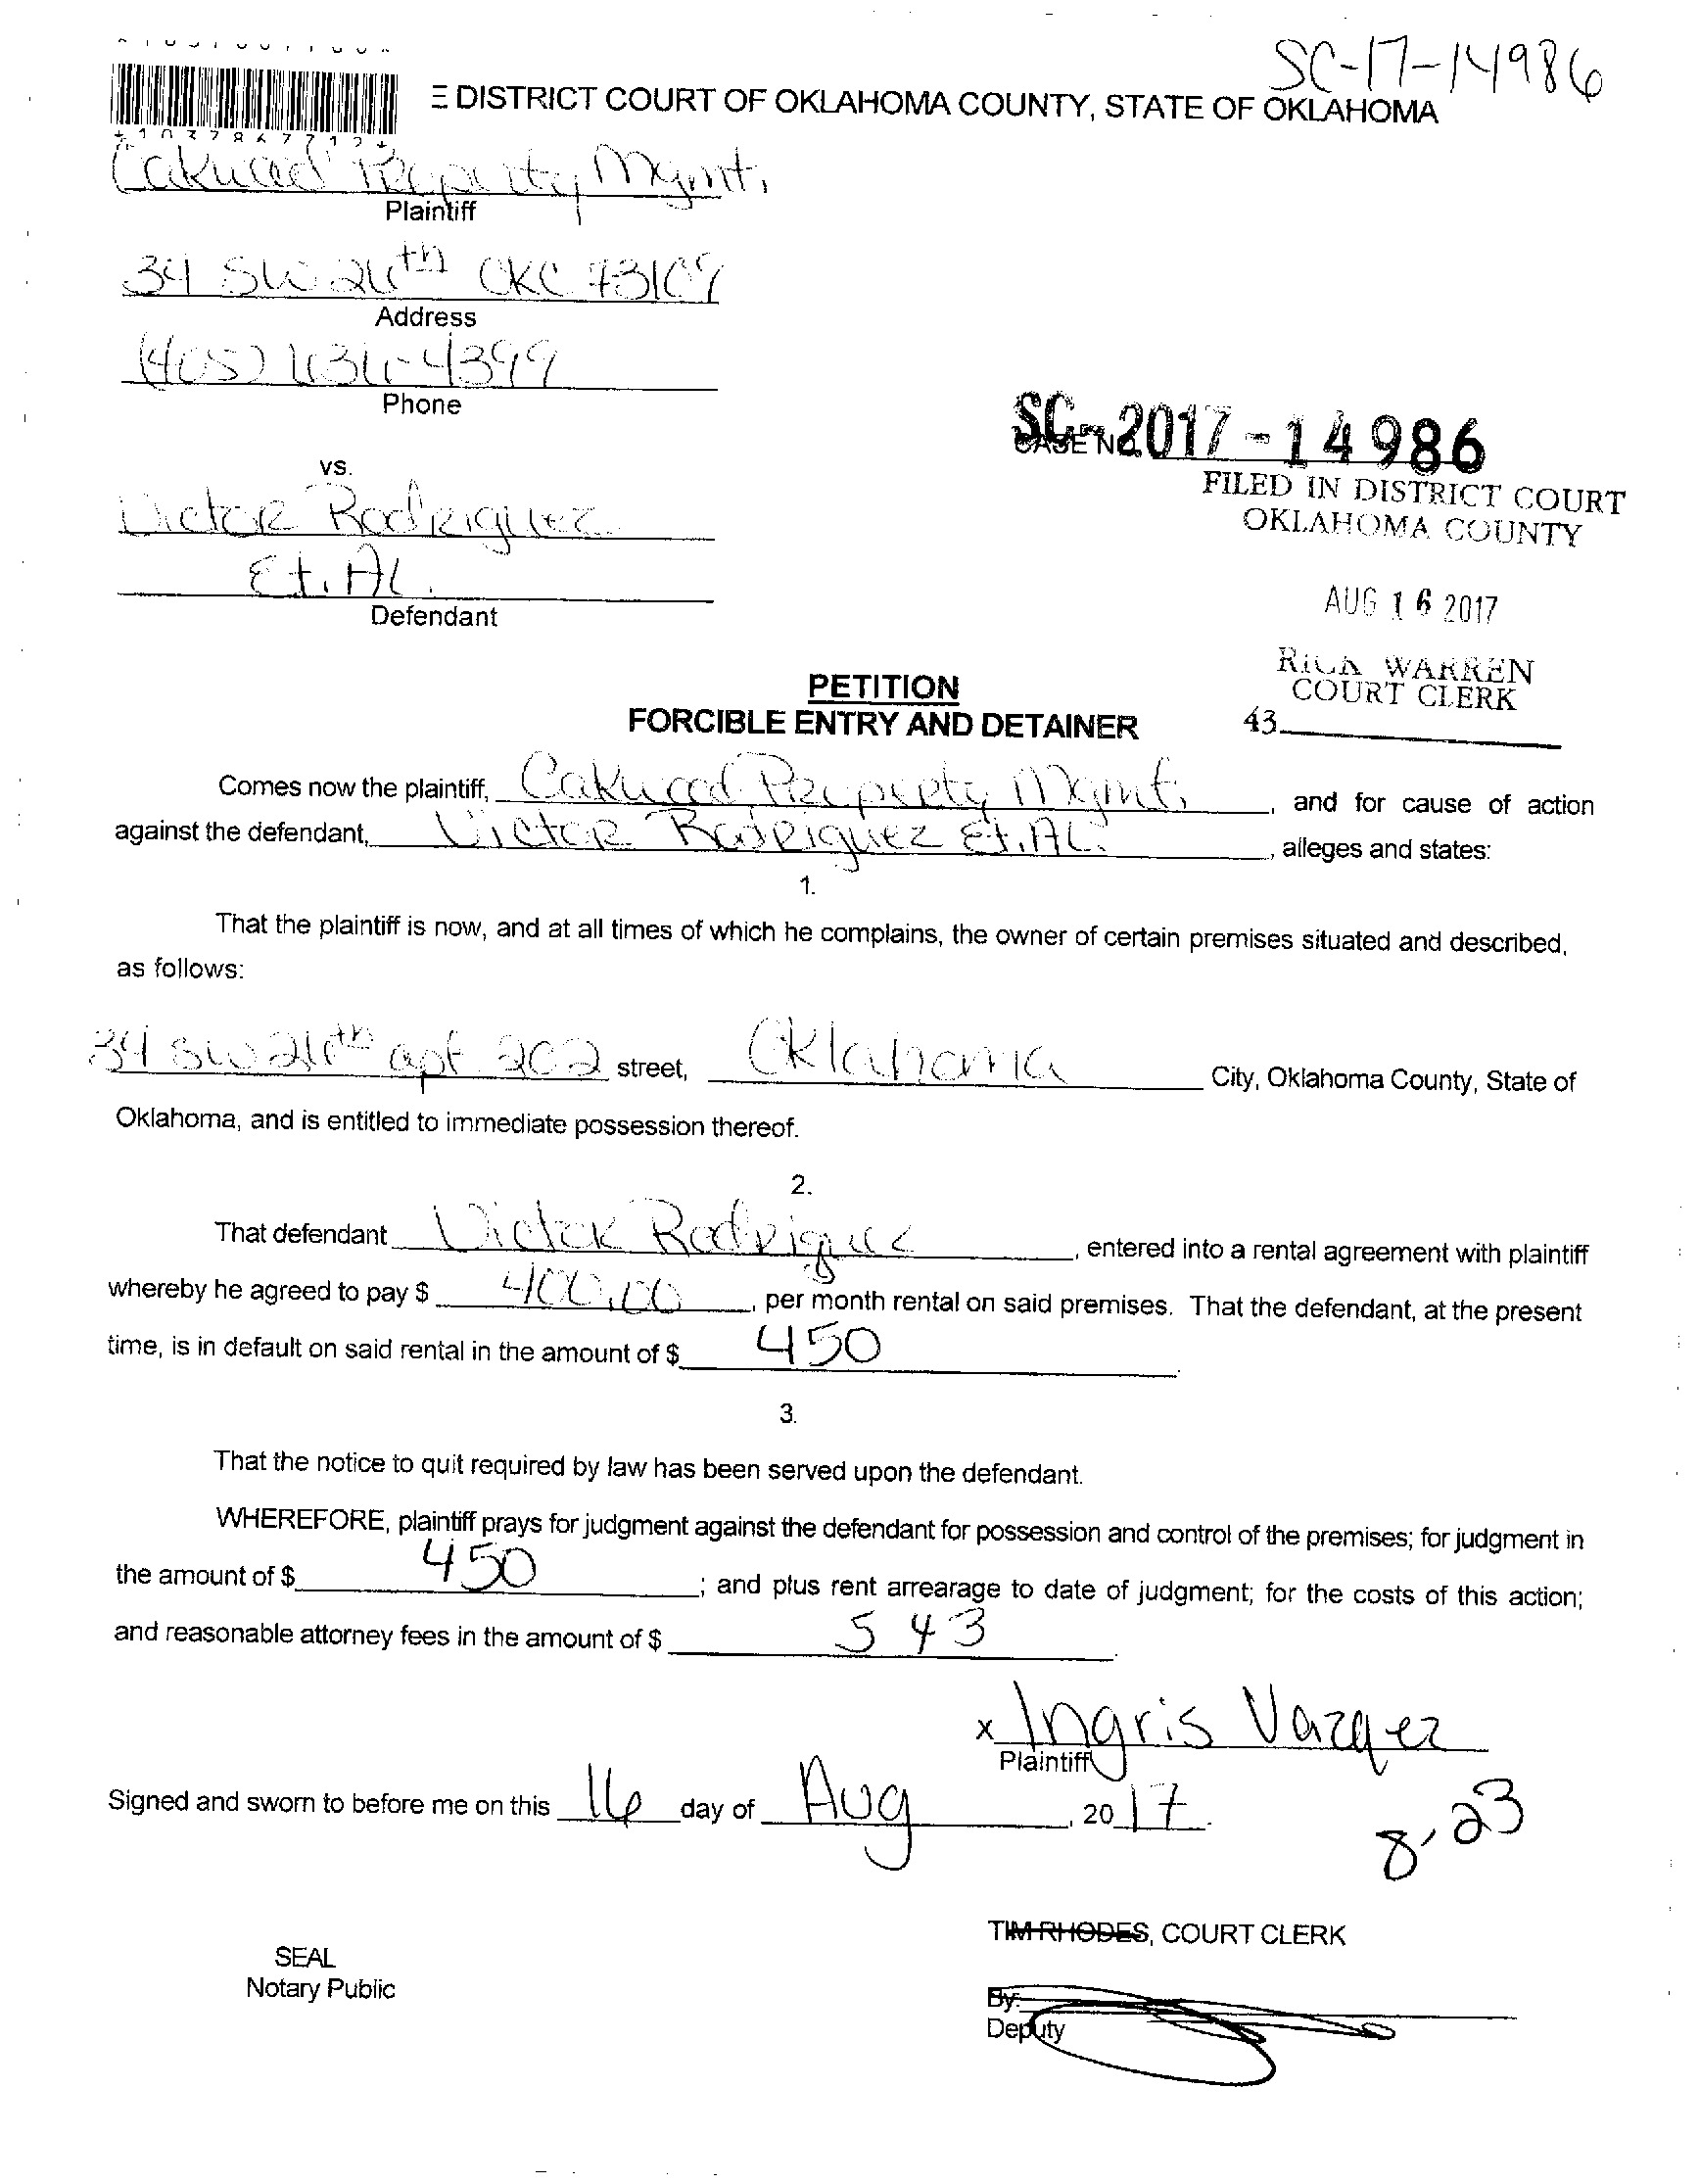 SC-17-14986
E DISTRICT COURT OF OKLAHOMA COUNTY, STATE OF OKLAHOMA
Oakwood Property Mgmt.
Plaintiff
34 SW 26th OKC 73109
Address
(405) 636-4399
Phone
SC-2017-14986
CASE NO.
vs.
FILED IN DISTRICT COURT
OKLAHOMA COUNTY
Victor Rodriguez
Et. Al.
Defendant
AUG 16 2017
RICK WARREN
COURT CLERK
43
PETITION
FORCIBLE ENTRY AND DETAINER
Comes now the plaintiff, Oakwood Property Mgmt. , and for cause of action
against the defendant, Victor Rodriguez Et. Al. , alleges and states:
1.
That the plaintiff is now, and at all times of which he complains, the owner of certain premises situated and described,
as follows:
34 SW 26th apt 202 street, Oklahoma City, Oklahoma County, State of
Oklahoma, and is entitled to immediate possession thereof.
2.
That defendant Victor Rodriguez , entered into a rental agreement with plaintiff
whereby he agreed to pay $ 400.00 , per month rental on said premises. That the defendant, at the present
time, is in default on said rental in the amount of $ 450 .
3.
That the notice to quit required by law has been served upon the defendant.
WHEREFORE, plaintiff prays for judgment against the defendant for possession and control of the premises; for judgment in
the amount of $ 450 ; and plus rent arrearage to date of judgment; for the costs of this action;
and reasonable attorney fees in the amount of $ 543 .
x Ingris Vazquez
Plaintiff
Signed and sworn to before me on this 16 day of Aug , 20 17.
8-23
TIM RHODES, COURT CLERK
SEAL
Notary Public
By:
Deputy